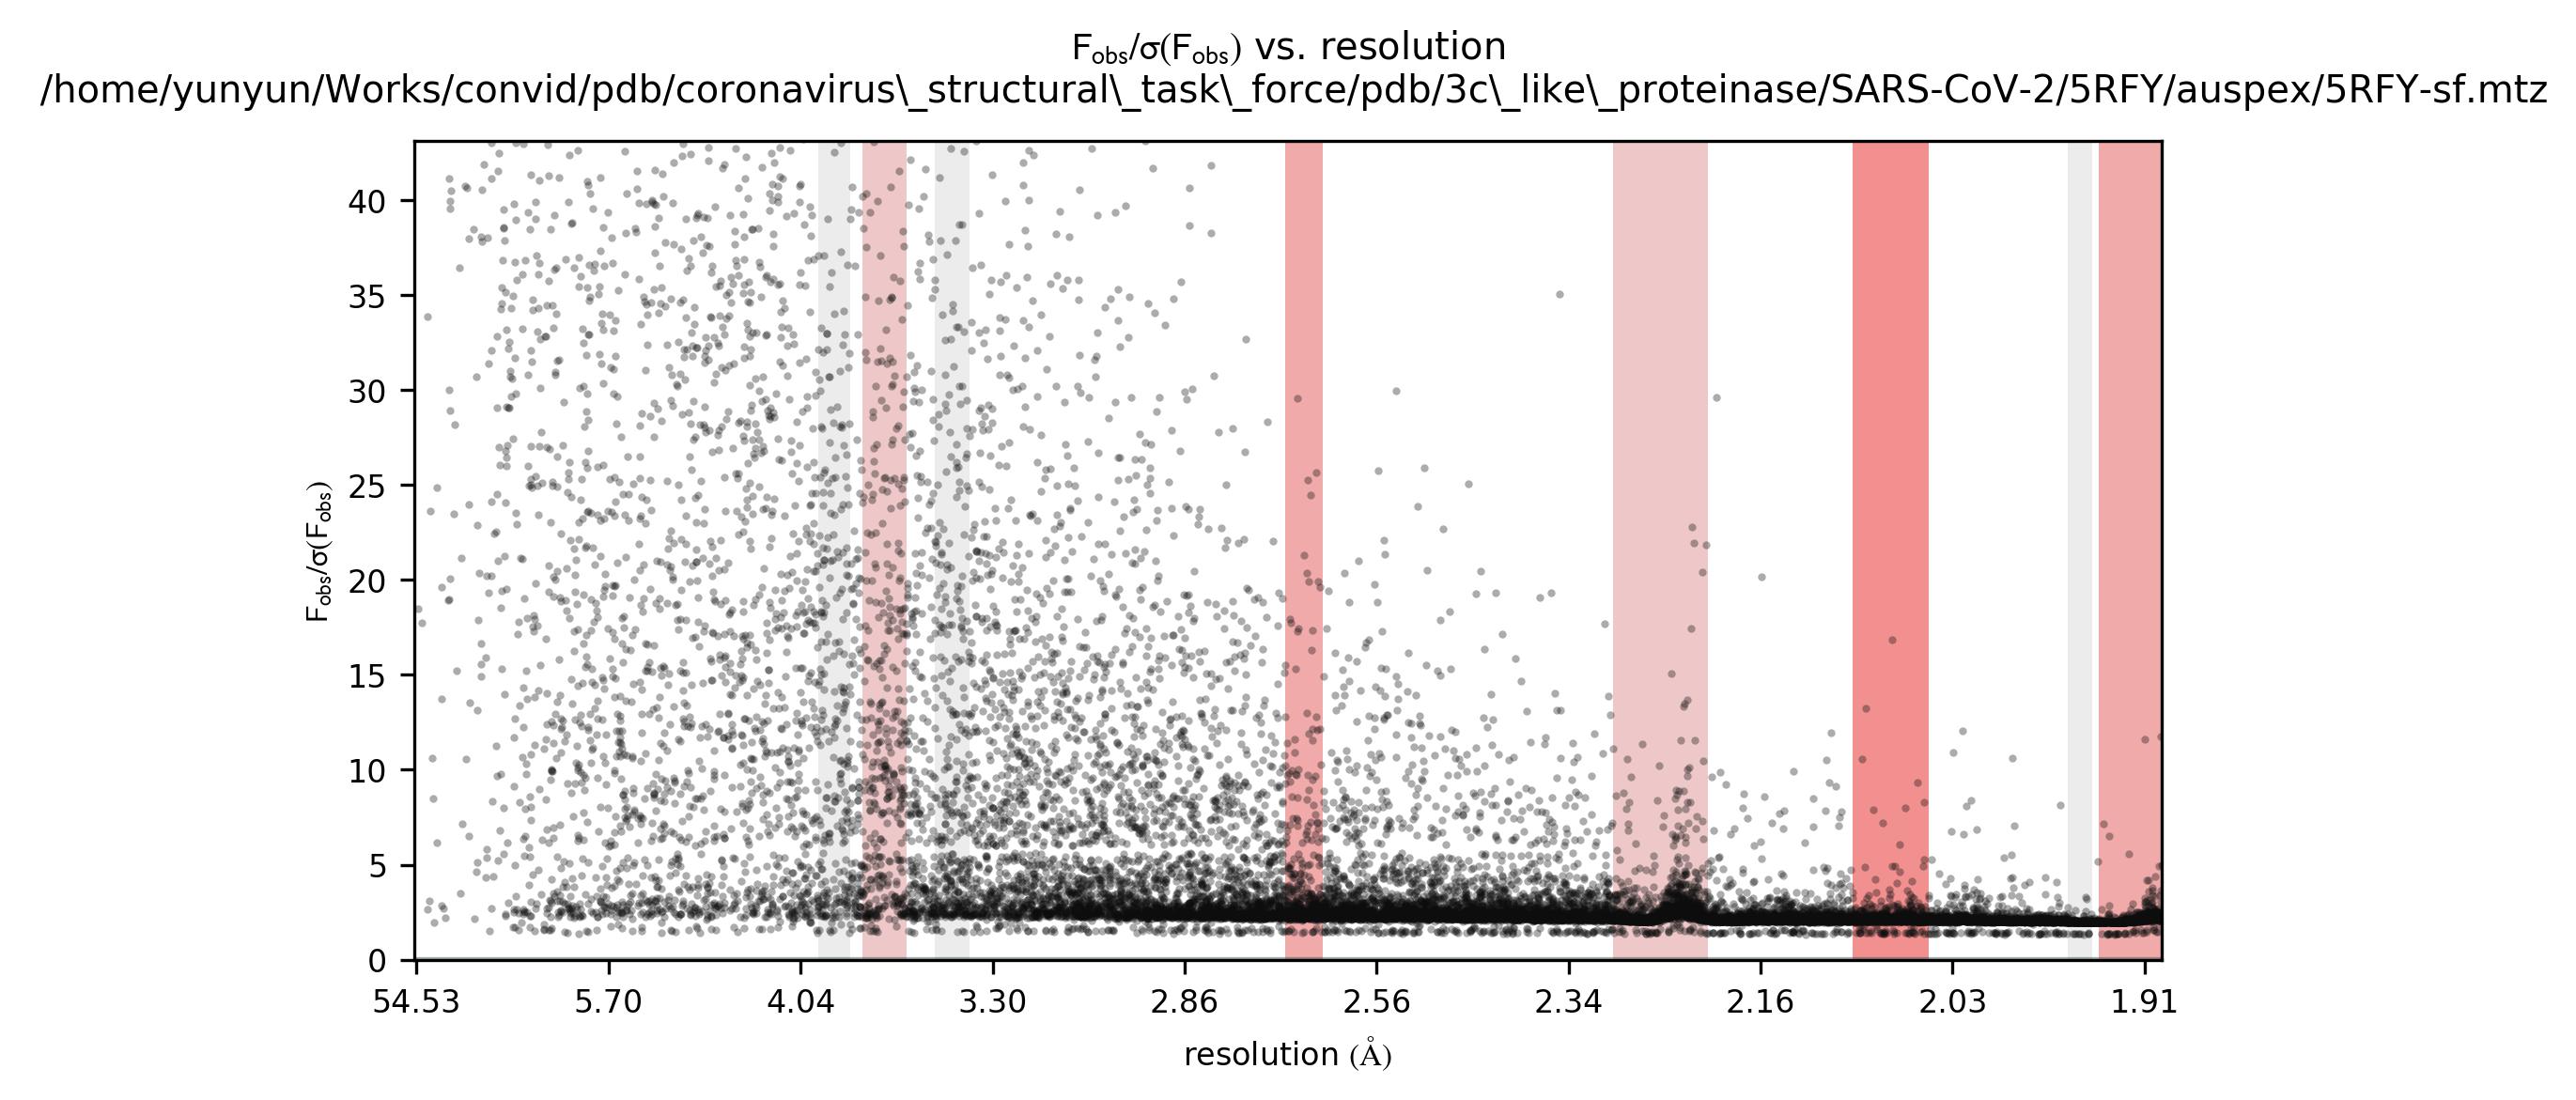 Fobs/σ(Fobs) vs. resolution
/home/yunyun/Works/convid/pdb/coronavirus\_structural\_task\_force/pdb/3c\_like\_proteinase/SARS-CoV-2/5RFY/auspex/5RFY-sf.mtz
Fobs/σ(Fobs)
40
35
30
25
20
15
10
5
0
54.53 5.70 4.04 3.30 2.86 2.56 2.34 2.16 2.03 1.91
resolution (Å)